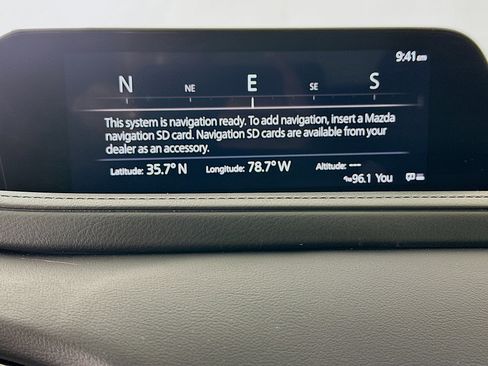 9:41am
N NE E SE S
This system is navigation ready. To add navigation, insert a Mazda
navigation SD card. Navigation SD cards are available from your
dealer as an accessory.
Latitude: 35.7° N Longitude: 78.7° W Altitude: ---
96.1 You